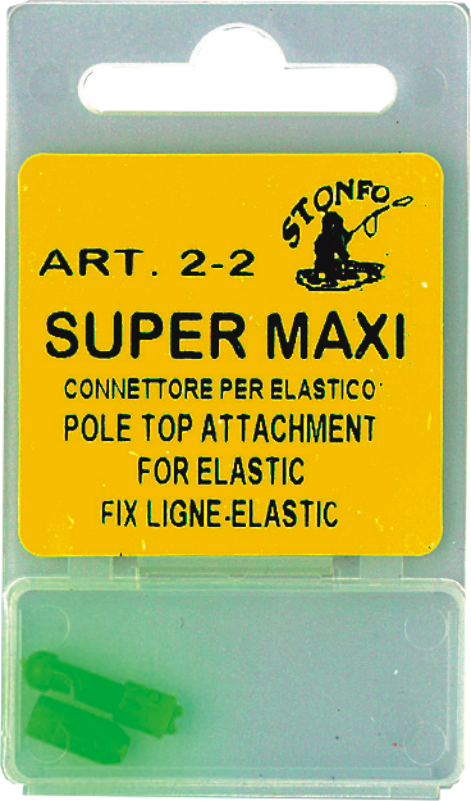 STONFO
ART. 2-2
SUPER MAXI
CONNETTORE PER ELASTICO
POLE TOP ATTACHMENT
FOR ELASTIC
FIX LIGNE-ELASTIC